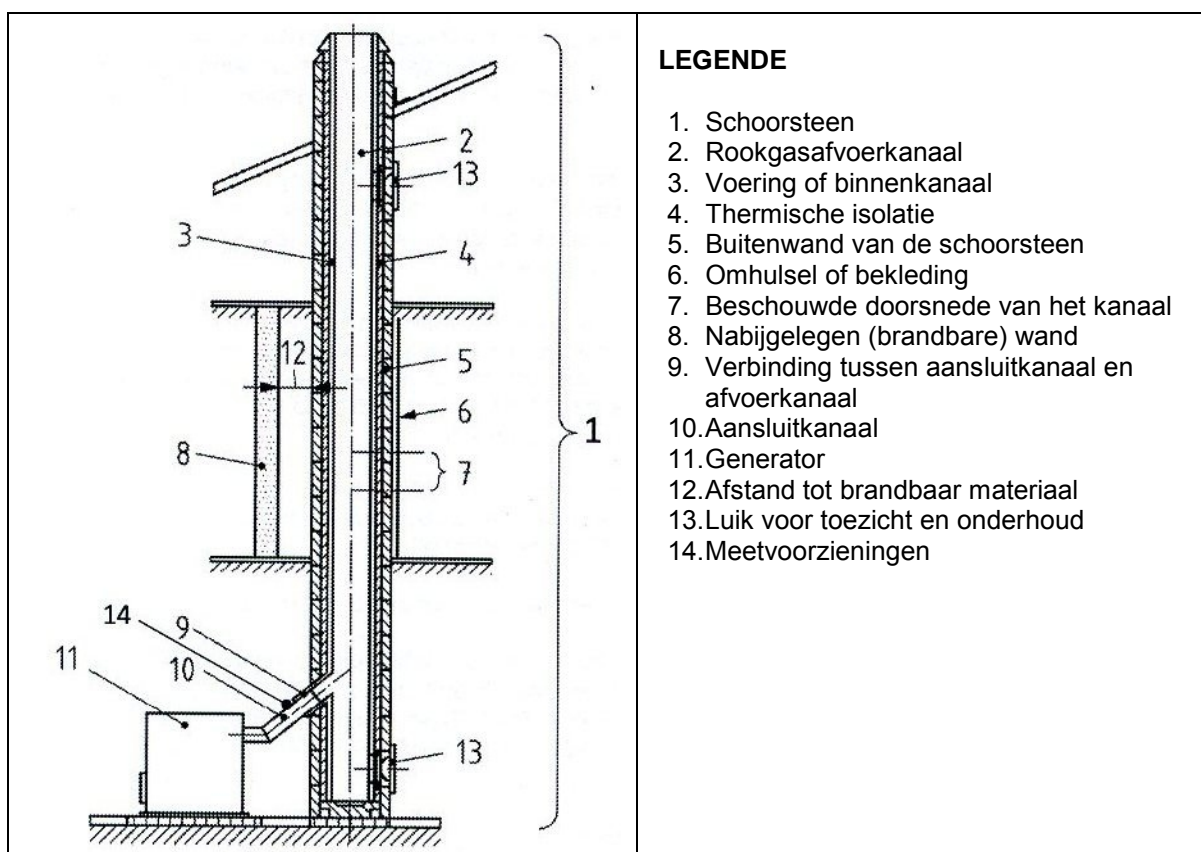 2
13
3
4
12
5
6
1
8
7
9
14
10
11
13
LEGENDE
1. Schoorsteen
2. Rookgasafvoerkanaal
3. Voering of binnenkanaal
4. Thermische isolatie
5. Buitenwand van de schoorsteen
6. Omhulsel of bekleding
7. Beschouwde doorsnede van het kanaal
8. Nabijgelegen (brandbare) wand
9. Verbinding tussen aansluitkanaal en
afvoerkanaal
10.Aansluitkanaal
11.Generator
12.Afstand tot brandbaar materiaal
13.Luik voor toezicht en onderhoud
14.Meetvoorzieningen